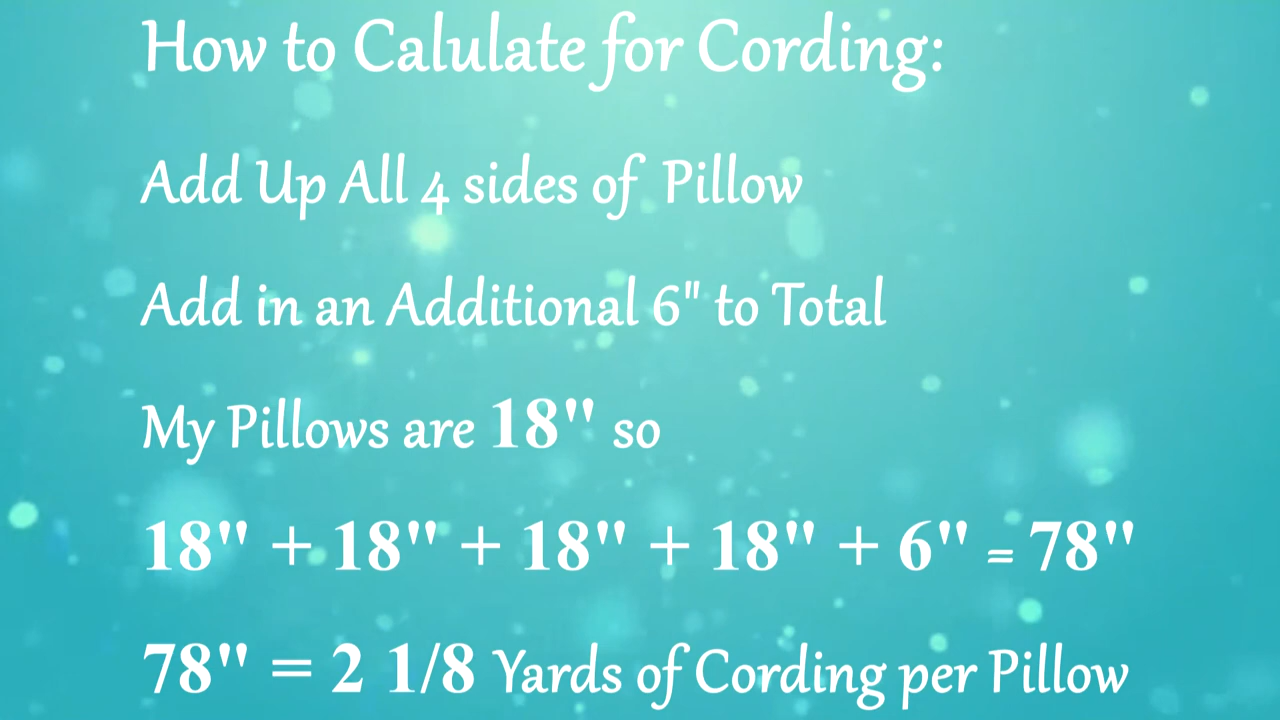 How to Calulate for Cording:
Add Up All 4 sides of Pillow
Add in an Additional 6" to Total
My Pillows are 18" so
18" + 18" + 18" + 18" + 6" = 78"
78" = 2 1/8 Yards of Cording per Pillow